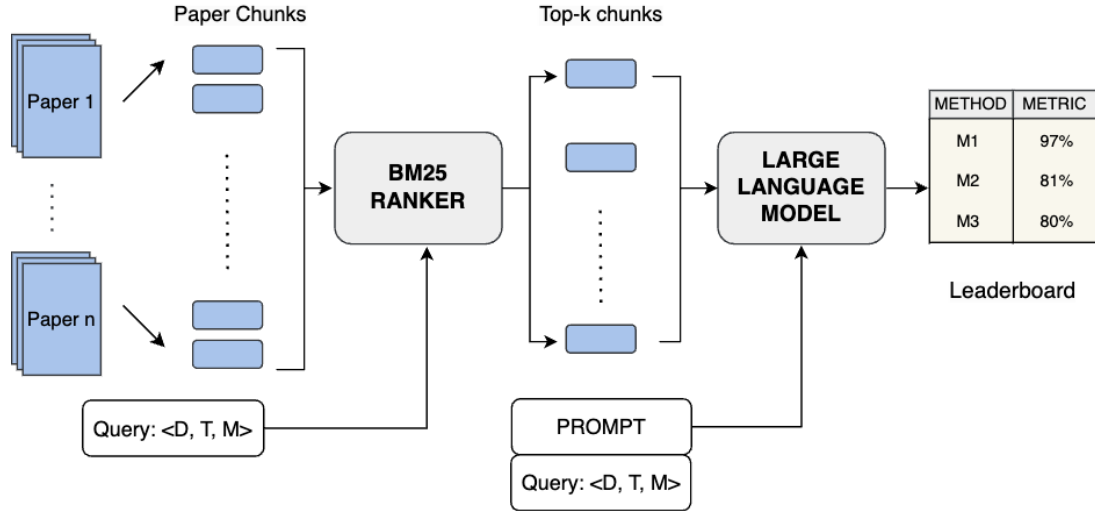 Paper Chunks
Top-k chunks
Paper 1
Paper n
BM25
RANKER
LARGE
LANGUAGE
MODEL
METHOD METRIC
M1 97%
M2 81%
M3 80%
Leaderboard
Query: <D, T, M>
PROMPT
Query: <D, T, M>